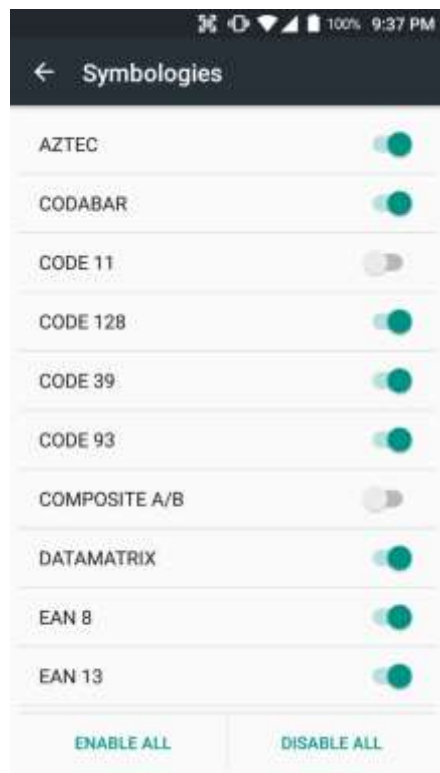 100% 9:37 PM
Symbologies
AZTEC
CODABAR
CODE 11
CODE 128
CODE 39
CODE 93
COMPOSITE A/B
DATAMATRIX
EAN 8
EAN 13
ENABLE ALL DISABLE ALL